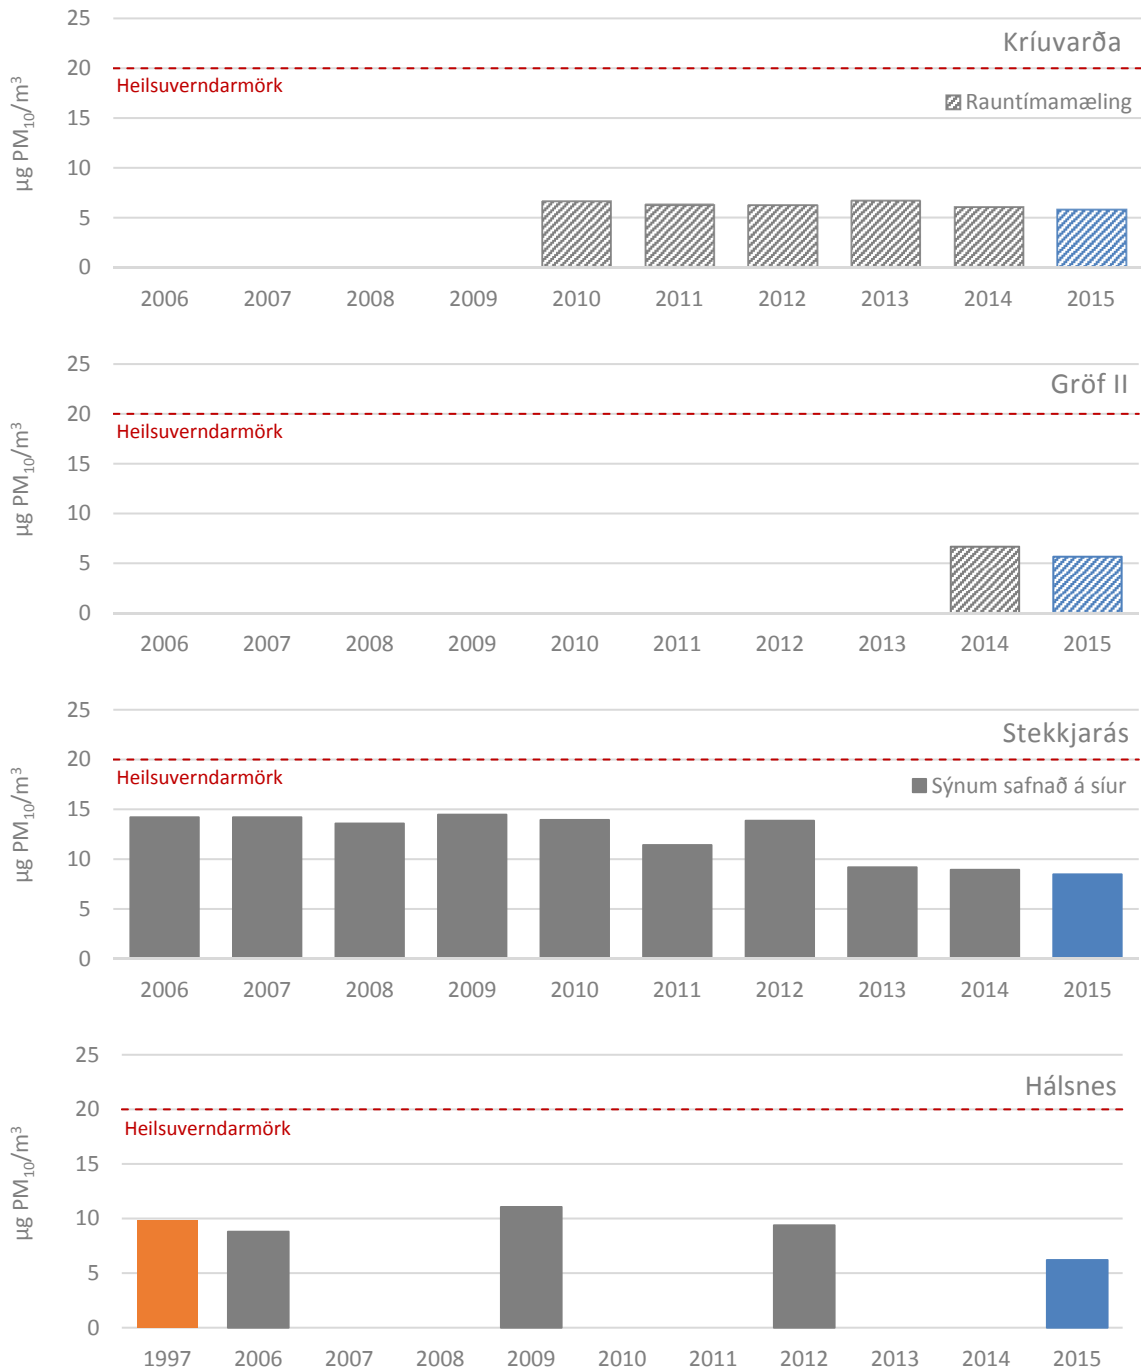 25
Kríuvarða
20
Heilsuverndarmörk
Rauntímamæling
15
10
5
0
µg PM₁₀/m³
2006 2007 2008 2009 2010 2011 2012 2013 2014 2015
25
Gröf II
20
Heilsuverndarmörk
15
10
5
0
µg PM₁₀/m³
2006 2007 2008 2009 2010 2011 2012 2013 2014 2015
25
Stekkjarás
20
Heilsuverndarmörk
Sýnum safnað á síur
15
10
5
0
µg PM₁₀/m³
2006 2007 2008 2009 2010 2011 2012 2013 2014 2015
25
Hálsnes
20
Heilsuverndarmörk
15
10
5
0
µg PM₁₀/m³
1997 2006 2007 2008 2009 2010 2011 2012 2013 2014 2015